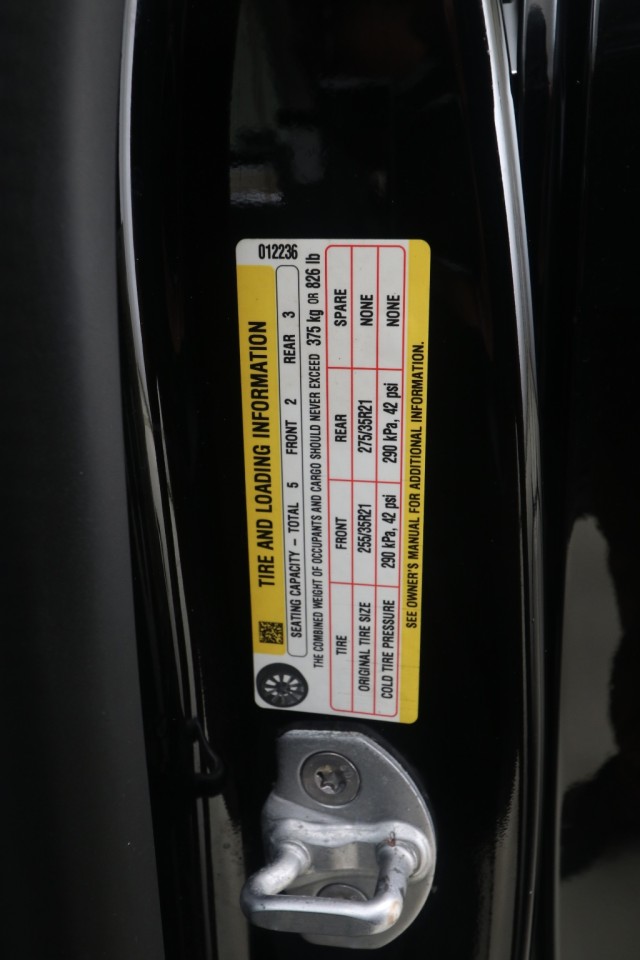 012236
TIRE AND LOADING INFORMATION
SEATING CAPACITY - TOTAL 5 FRONT 2 REAR 3
THE COMBINED WEIGHT OF OCCUPANTS AND CARGO SHOULD NEVER EXCEED 375 kg OR 826 lb
TIRE FRONT REAR SPARE
ORIGINAL TIRE SIZE 255/35R21 275/35R21 NONE
COLD TIRE PRESSURE 290 kPa, 42 psi 290 kPa, 42 psi NONE
SEE OWNER'S MANUAL FOR ADDITIONAL INFORMATION.